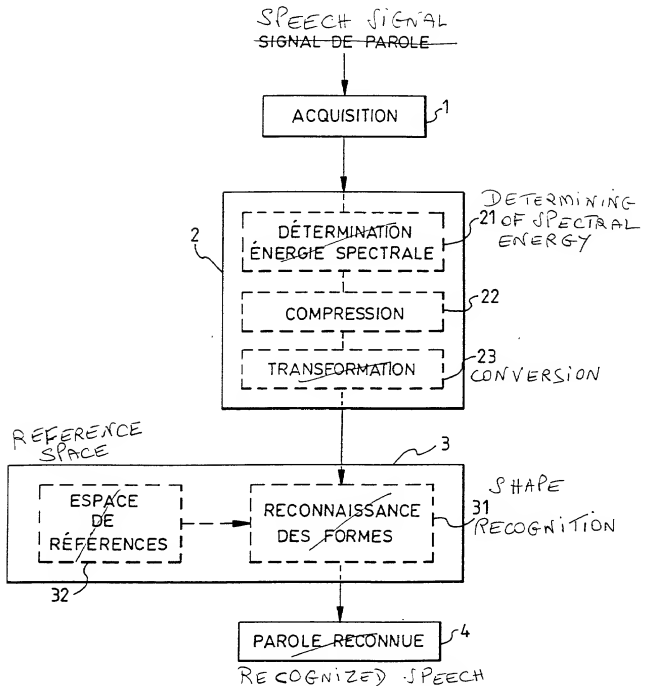 SPEECH SIGNAL
SIGNAL DE PAROLE
ACQUISITION
1
2
DÉTERMINATION
ÉNERGIE SPECTRALE
21
DETERMINING
OF SPECTRAL
ENERGY
COMPRESSION
22
TRANSFORMATION
23
CONVERSION
REFERENCE
SPACE
3
ESPACE
DE
RÉFÉRENCES
32
RECONNAISSANCE
DES FORMES
31
SHAPE
RECOGNITION
PAROLE RECONNUE
4
RECOGNIZED SPEECH